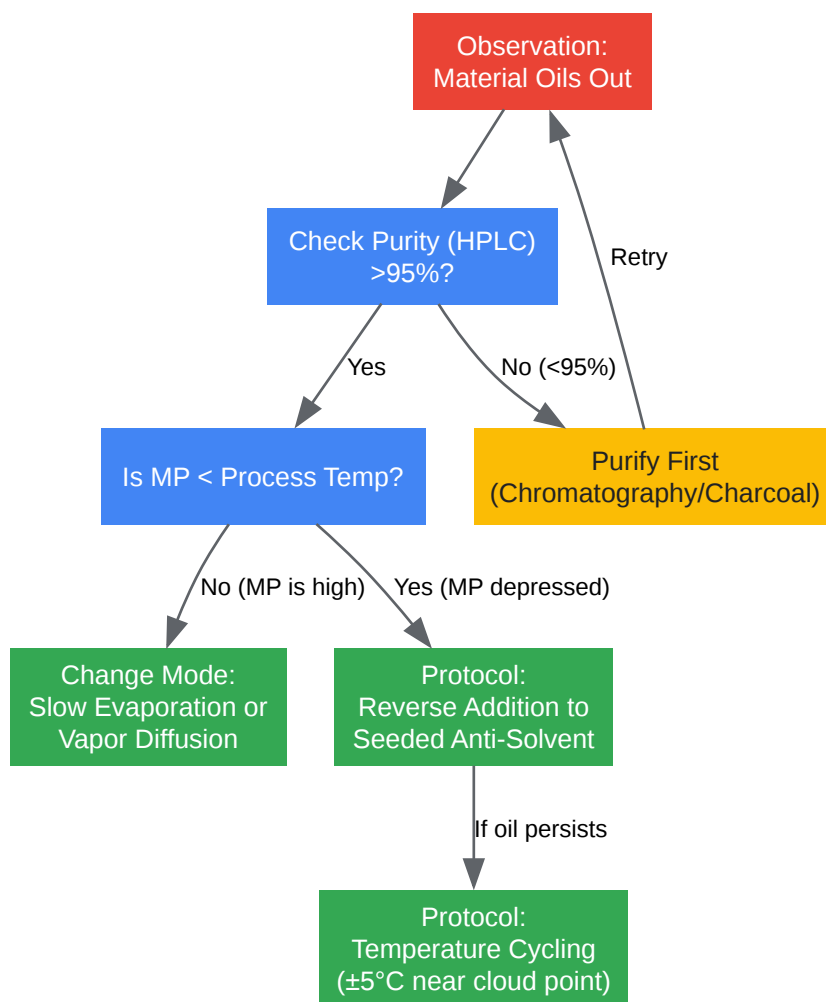 Observation:
Material Oils Out
Check Purity (HPLC)
>95%?
Retry
Yes
No (<95%)
Is MP < Process Temp?
Purify First
(Chromatography/Charcoal)
No (MP is high)
Yes (MP depressed)
Change Mode:
Slow Evaporation or
Vapor Diffusion
Protocol:
Reverse Addition to
Seeded Anti-Solvent
If oil persists
Protocol:
Temperature Cycling
(±5°C near cloud point)